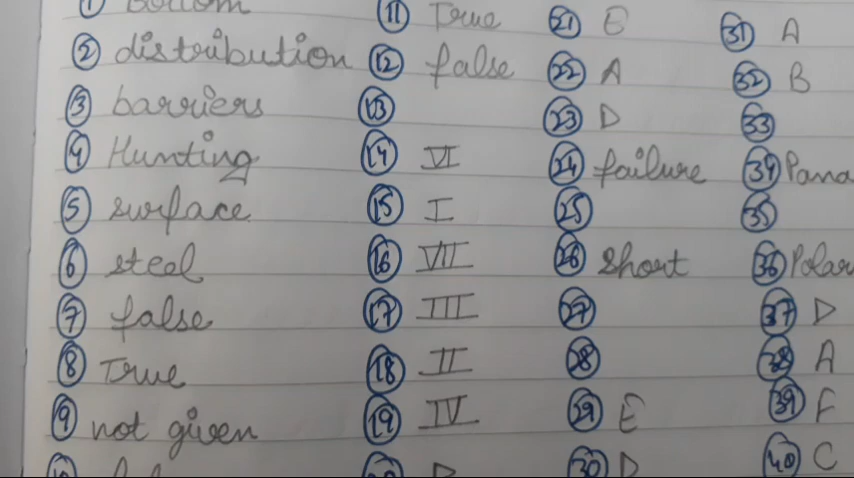 1 bottom
2 distribution
3 barriers
4 Hunting
5 surface
6 steel
7 false
8 True
9 not given
10
11 True
12 false
13
14 VI
15 I
16 VII
17 III
18 II
19 IV
20 D
21 E
22 A
23 D
24 failure
25
26 Short
27
28
29 E
30 D
31 A
32 B
33
34 Pana
35
36 Polar
37 D
38 A
39 F
40 C